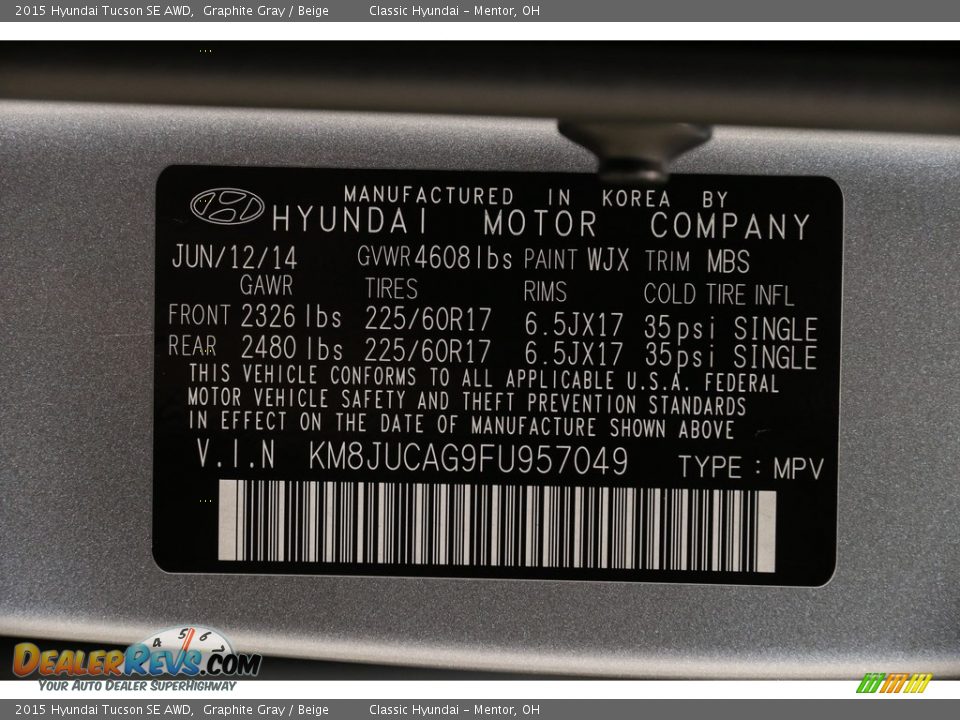 2015 Hyundai Tucson SE AWD, Graphite Gray / Beige Classic Hyundai - Mentor, OH
MANUFACTURED IN KOREA BY
HYUNDAI MOTOR COMPANY
JUN/12/14 GVWR 4608lbs PAINT WJX TRIM MBS
GAWR TIRES RIMS COLD TIRE INFL
FRONT 2326 lbs 225/60R17 6.5JX17 35psi SINGLE
REAR 2480 lbs 225/60R17 6.5JX17 35psi SINGLE
THIS VEHICLE CONFORMS TO ALL APPLICABLE U.S.A. FEDERAL
MOTOR VEHICLE SAFETY AND THEFT PREVENTION STANDARDS
IN EFFECT ON THE DATE OF MANUFACTURE SHOWN ABOVE
V.I.N KM8JUCAG9FU957049 TYPE : MPV
4 5 6 7
DEALERREVS.COM
YOUR AUTO DEALER SUPERHIGHWAY
2015 Hyundai Tucson SE AWD, Graphite Gray / Beige Classic Hyundai - Mentor, OH